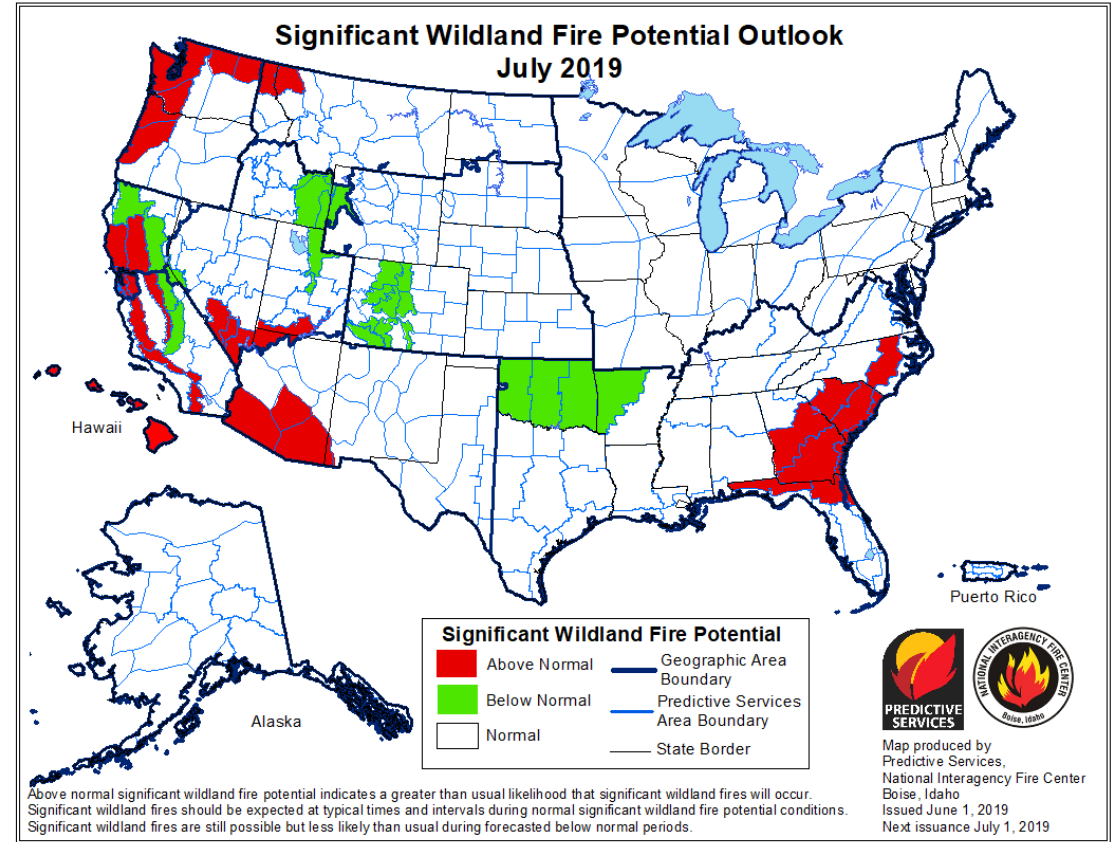 Significant Wildland Fire Potential Outlook
July 2019
Hawaii
Alaska
Puerto Rico
Significant Wildland Fire Potential
Above Normal
Below Normal
Normal
Geographic Area
Boundary
Predictive Services
Area Boundary
State Border
PREDICTIVE
SERVICES
NATIONAL INTERAGENCY FIRE CENTER
Boise, Idaho
Map produced by
Predictive Services,
National Interagency Fire Center
Boise, Idaho
Issued June 1, 2019
Next issuance July 1, 2019
Above normal significant wildland fire potential indicates a greater than usual likelihood that significant wildland fires will occur.
Significant wildland fires should be expected at typical times and intervals during normal significant wildland fire potential conditions.
Significant wildland fires are still possible but less likely than usual during forecasted below normal periods.